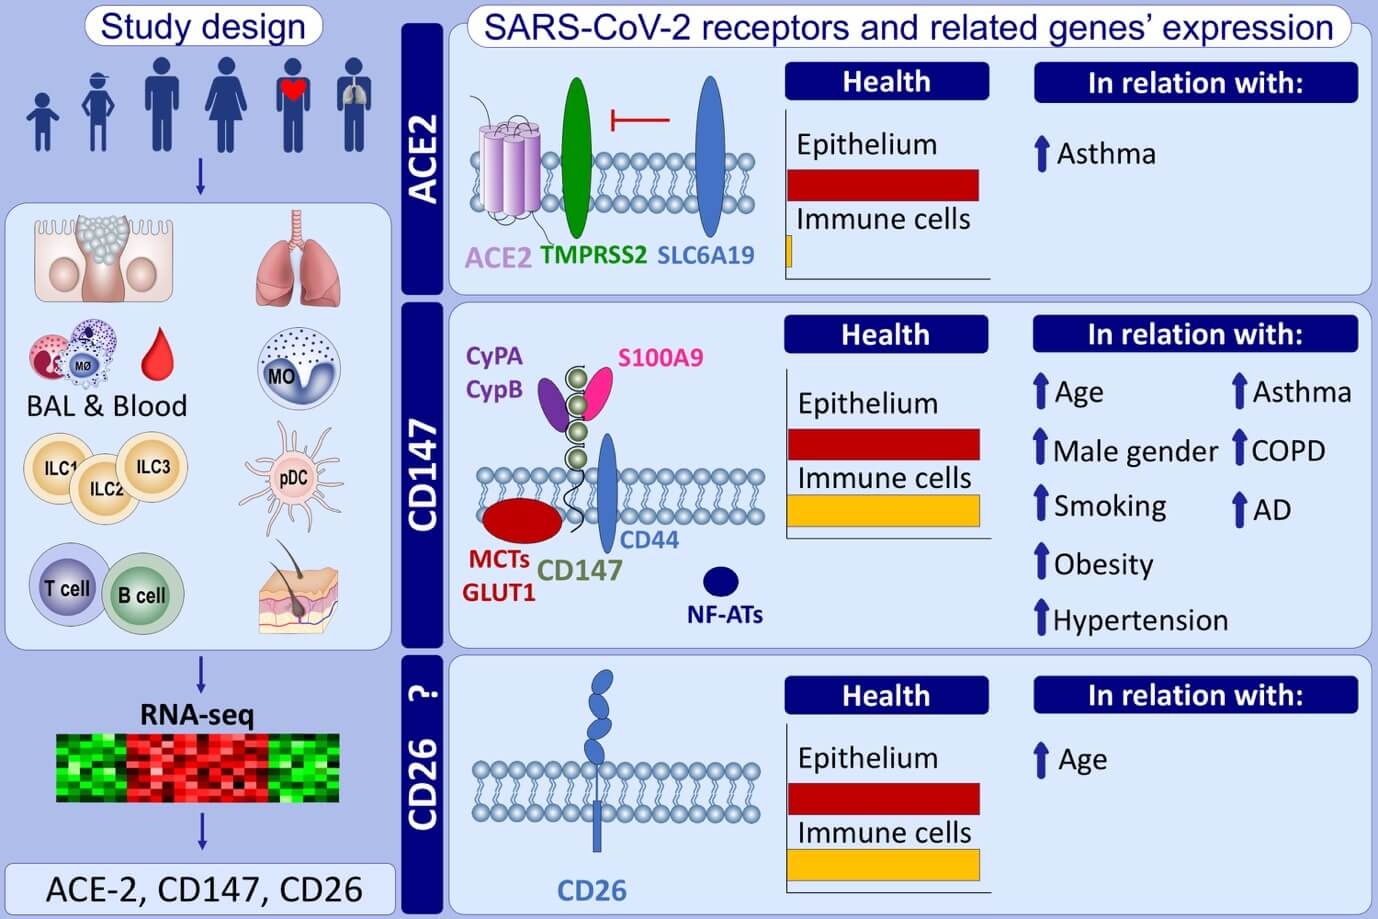 Study design
MØ
MO
BAL & Blood
ILC1
ILC2
ILC3
pDC
T cell
B cell
RNA-seq
ACE-2, CD147, CD26
SARS-CoV-2 receptors and related genes’ expression
ACE2
ACE2
TMPRSS2
SLC6A19
Health
Epithelium
Immune cells
In relation with:
Asthma
CD147
CyPA
CypB
S100A9
CD44
MCTs
GLUT1
CD147
NF-ATs
Health
Epithelium
Immune cells
In relation with:
Age
Male gender
Smoking
Obesity
Hypertension
Asthma
COPD
AD
CD26 ?
CD26
Health
Epithelium
Immune cells
In relation with:
Age